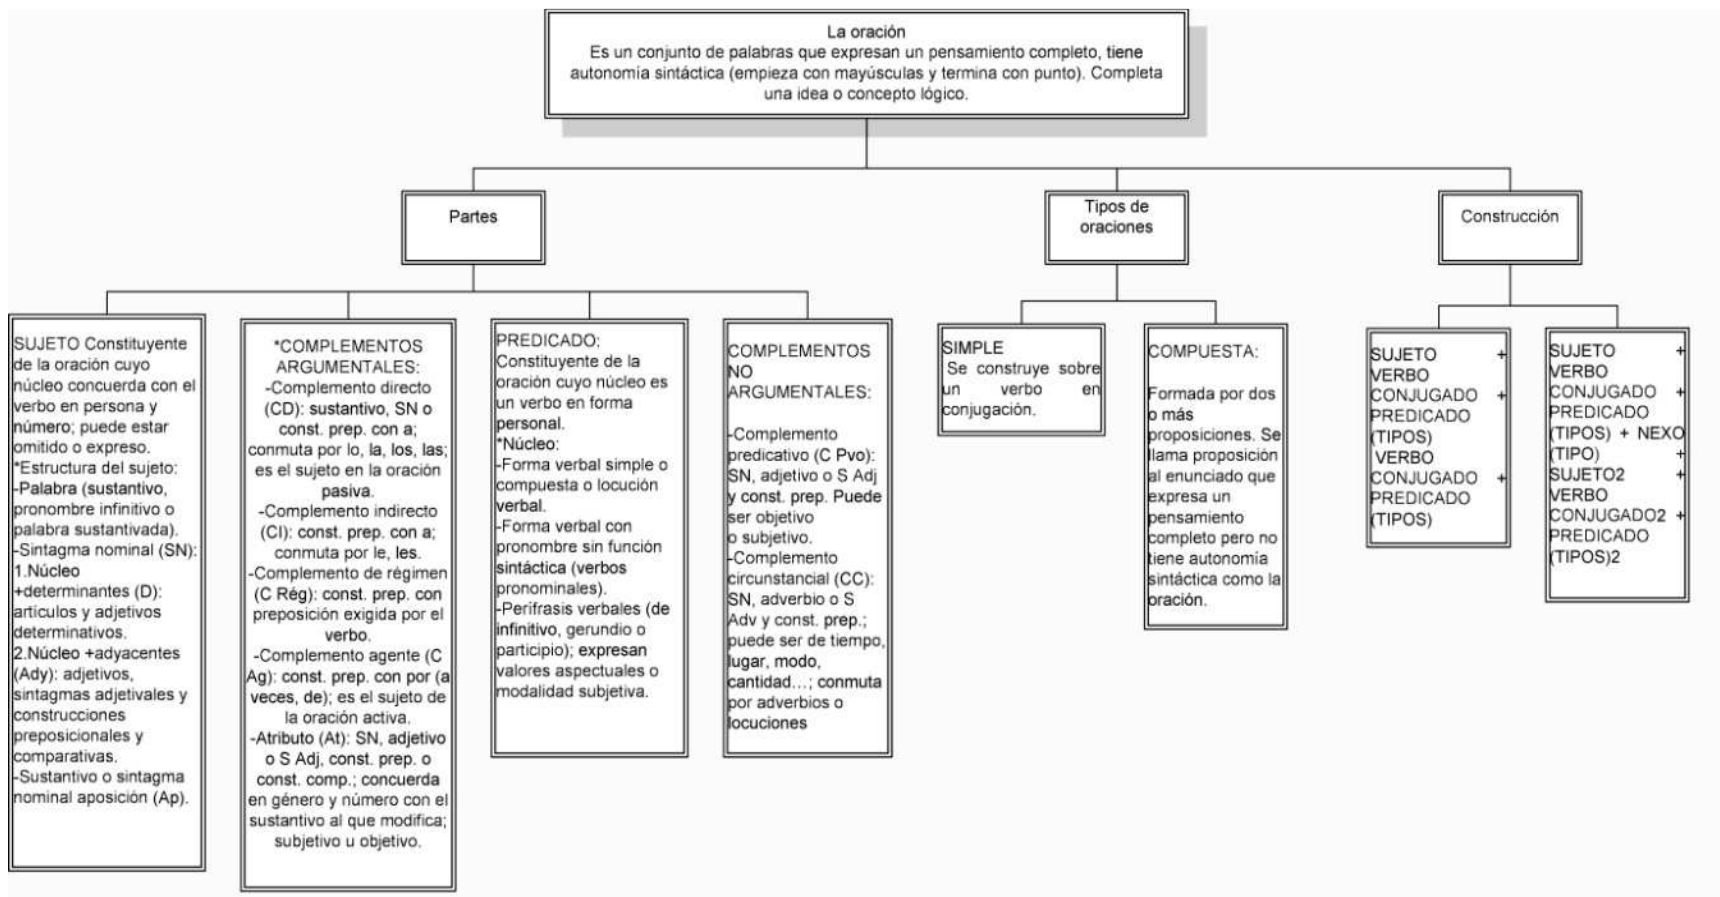 La oración
Es un conjunto de palabras que expresan un pensamiento completo, tiene
autonomía sintáctica (empieza con mayúsculas y termina con punto). Completa
una idea o concepto lógico.
Partes
Tipos de
oraciones
Construcción
SUJETO Constituyente
de la oración cuyo
núcleo concuerda con el
verbo en persona y
número; puede estar
omitido o expreso.
*Estructura del sujeto:
-Palabra (sustantivo,
pronombre infinitivo o
palabra sustantivada).
-Sintagma nominal (SN):
1.Núcleo
+determinantes (D):
artículos y adjetivos
determinativos.
2.Núcleo +adyacentes
(Ady): adjetivos,
sintagmas adjetivales y
construcciones
preposicionales y
comparativas.
-Sustantivo o sintagma
nominal aposición (Ap).
*COMPLEMENTOS
ARGUMENTALES:
-Complemento directo
(CD): sustantivo, SN o
const. prep. con a;
conmuta por lo, la, los, las;
es el sujeto en la oración
pasiva.
-Complemento indirecto
(CI): const. prep. con a;
conmuta por le, les.
-Complemento de régimen
(C Rég): const. prep. con
preposición exigida por el
verbo.
-Complemento agente (C
Ag): const. prep. con por (a
veces, de); es el sujeto de
la oración activa.
-Atributo (At): SN, adjetivo
o S Adj, const. prep. o
const. comp.; concuerda
en género y número con el
sustantivo al que modifica;
subjetivo u objetivo.
PREDICADO:
Constituyente de la
oración cuyo núcleo es
un verbo en forma
personal.
*Núcleo:
-Forma verbal simple o
compuesta o locución
verbal.
-Forma verbal con
pronombre sin función
sintáctica (verbos
pronominales).
-Perífrasis verbales (de
infinitivo, gerundio o
participio); expresan
valores aspectuales o
modalidad subjetiva.
COMPLEMENTOS
NO
ARGUMENTALES:
-Complemento
predicativo (C Pvo):
SN, adjetivo o S Adj
y const. prep. Puede
ser objetivo
o subjetivo.
-Complemento
circunstancial (CC):
SN, adverbio o S
Adv y const. prep.;
puede ser de tiempo,
lugar, modo,
cantidad...; conmuta
por adverbios o
locuciones
SIMPLE
Se construye sobre
un verbo en
conjugación.
COMPUESTA:
Formada por dos
o más
proposiciones. Se
llama proposición
al enunciado que
expresa un
pensamiento
completo pero no
tiene autonomía
sintáctica como la
oración.
SUJETO +
VERBO
CONJUGADO +
PREDICADO
(TIPOS)
VERBO
CONJUGADO +
PREDICADO
(TIPOS)
SUJETO +
VERBO
CONJUGADO +
PREDICADO
(TIPOS) + NEXO
(TIPO) +
SUJETO2 +
VERBO
CONJUGADO2 +
PREDICADO
(TIPOS)2